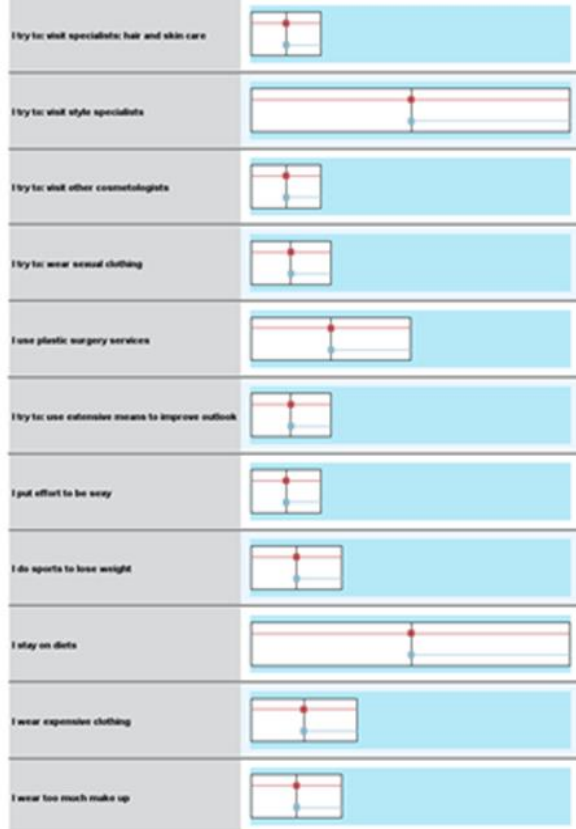 I try to: visit specialists: hair and skin care
I try to: visit style specialists
I try to: visit other cosmetologists
I try to: wear sexual clothing
I use plastic surgery services
I try to: use extensive means to improve outlook
I put effort to be sexy
I do sports to lose weight
I stay on diets
I wear expensive clothing
I wear too much make up